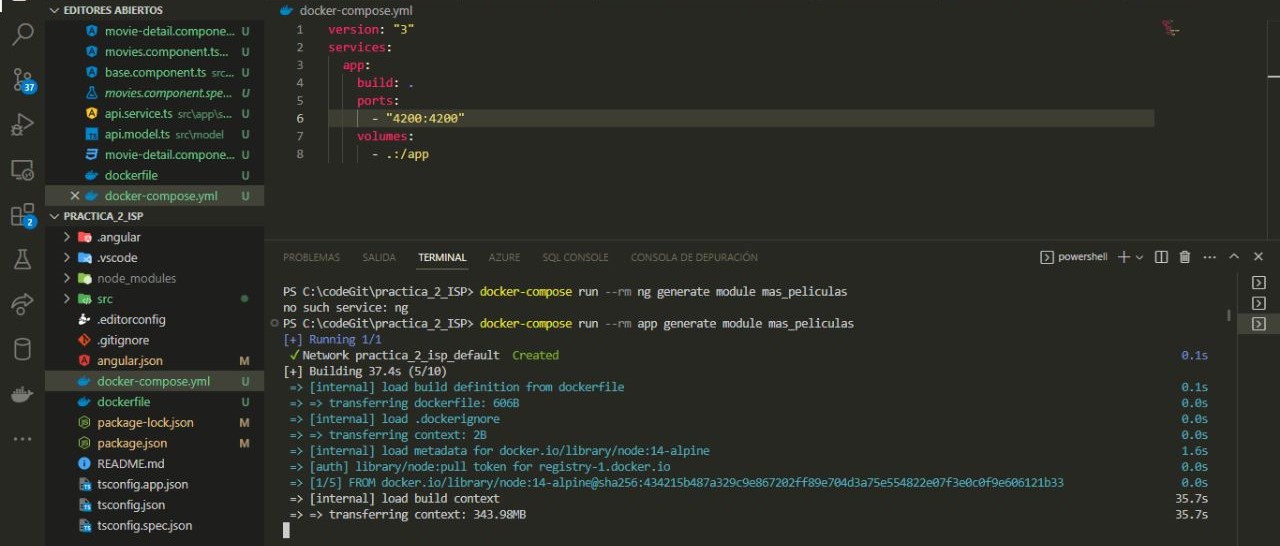 EDITORES ABIERTOS
movie-detail.compone... U
movies.component.ts... U
base.component.ts src... U
movies.component.spe... U
api.service.ts src\app\s... U
api.model.ts src\model U
movie-detail.compone... U
dockerfile U
docker-compose.yml U
PRACTICA_2_ISP
.angular
.vscode
node_modules
src
.editorconfig
.gitignore
angular.json M
docker-compose.yml U
dockerfile U
package-lock.json M
package.json M
README.md
tsconfig.app.json
tsconfig.json
tsconfig.spec.json
37
2
docker-compose.yml
1 version: "3"
2 services:
3 app:
4 build: .
5 ports:
6 - "4200:4200"
7 volumes:
8 - .:/app
PROBLEMAS SALIDA TERMINAL AZURE SQL CONSOLE CONSOLA DE DEPURACIÓN powershell
PS C:\codeGit\practica_2_ISP> docker-compose run --rm ng generate module mas_peliculas
no such service: ng
PS C:\codeGit\practica_2_ISP> docker-compose run --rm app generate module mas_peliculas
[+] Running 1/1
✓ Network practica_2_isp_default Created 0.1s
[+] Building 37.4s (5/10)
=> [internal] load build definition from dockerfile 0.1s
=> => transferring dockerfile: 606B 0.0s
=> [internal] load .dockerignore 0.0s
=> => transferring context: 2B 0.0s
=> [internal] load metadata for docker.io/library/node:14-alpine 1.6s
=> [auth] library/node:pull token for registry-1.docker.io 0.0s
=> [1/5] FROM docker.io/library/node:14-alpine@sha256:434215b487a329c9e867202ff89e704d3a75e554822e07f3e0c0f9e606121b33 0.0s
=> [internal] load build context 35.7s
=> => transferring context: 343.98MB 35.7s